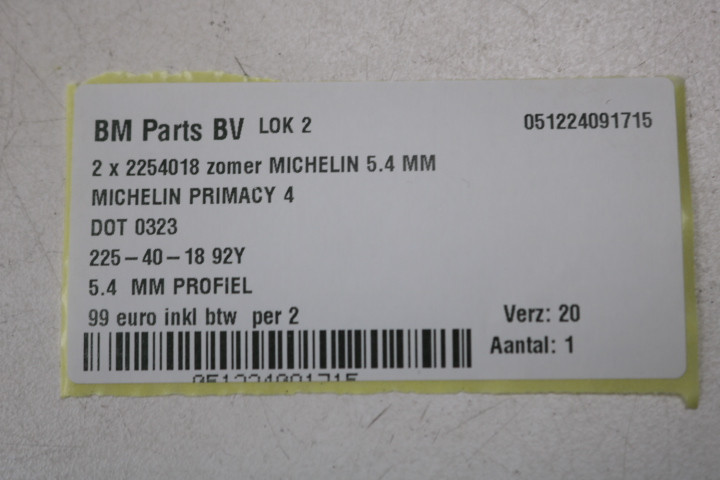 BM Parts BV LOK 2 051224091715
2 x 2254018 zomer MICHELIN 5.4 MM
MICHELIN PRIMACY 4
DOT 0323
225-40-18 92Y
5.4 MM PROFIEL
99 euro inkl btw per 2 Verz: 20
Aantal: 1
051224091715